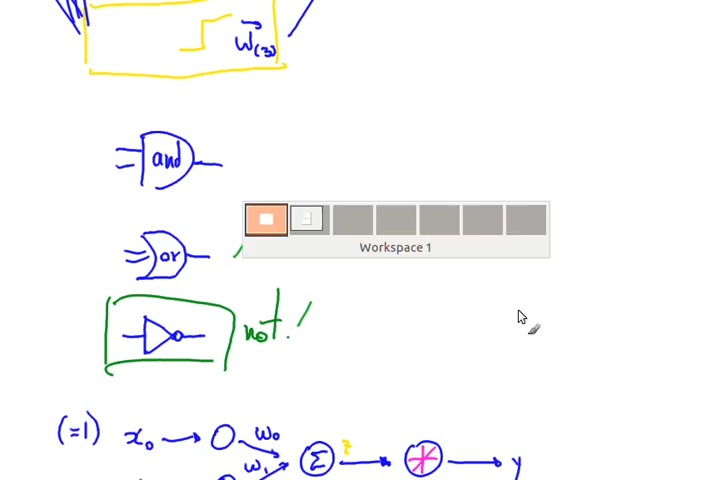 W(3)
and
Workspace 1
or
not!
(=1) x0 w0
w1 Σ z y